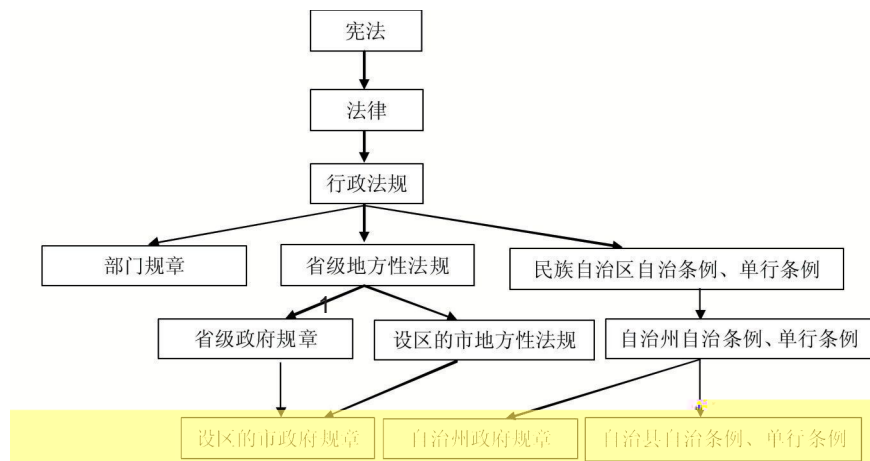 宪法
法律
行政法规
部门规章
省级地方性法规
民族自治区自治条例、单行条例
1
省级政府规章
设区的市地方性法规
自治州自治条例、单行条例
设区的市政府规章
自治州政府规章
自治县自治条例、单行条例